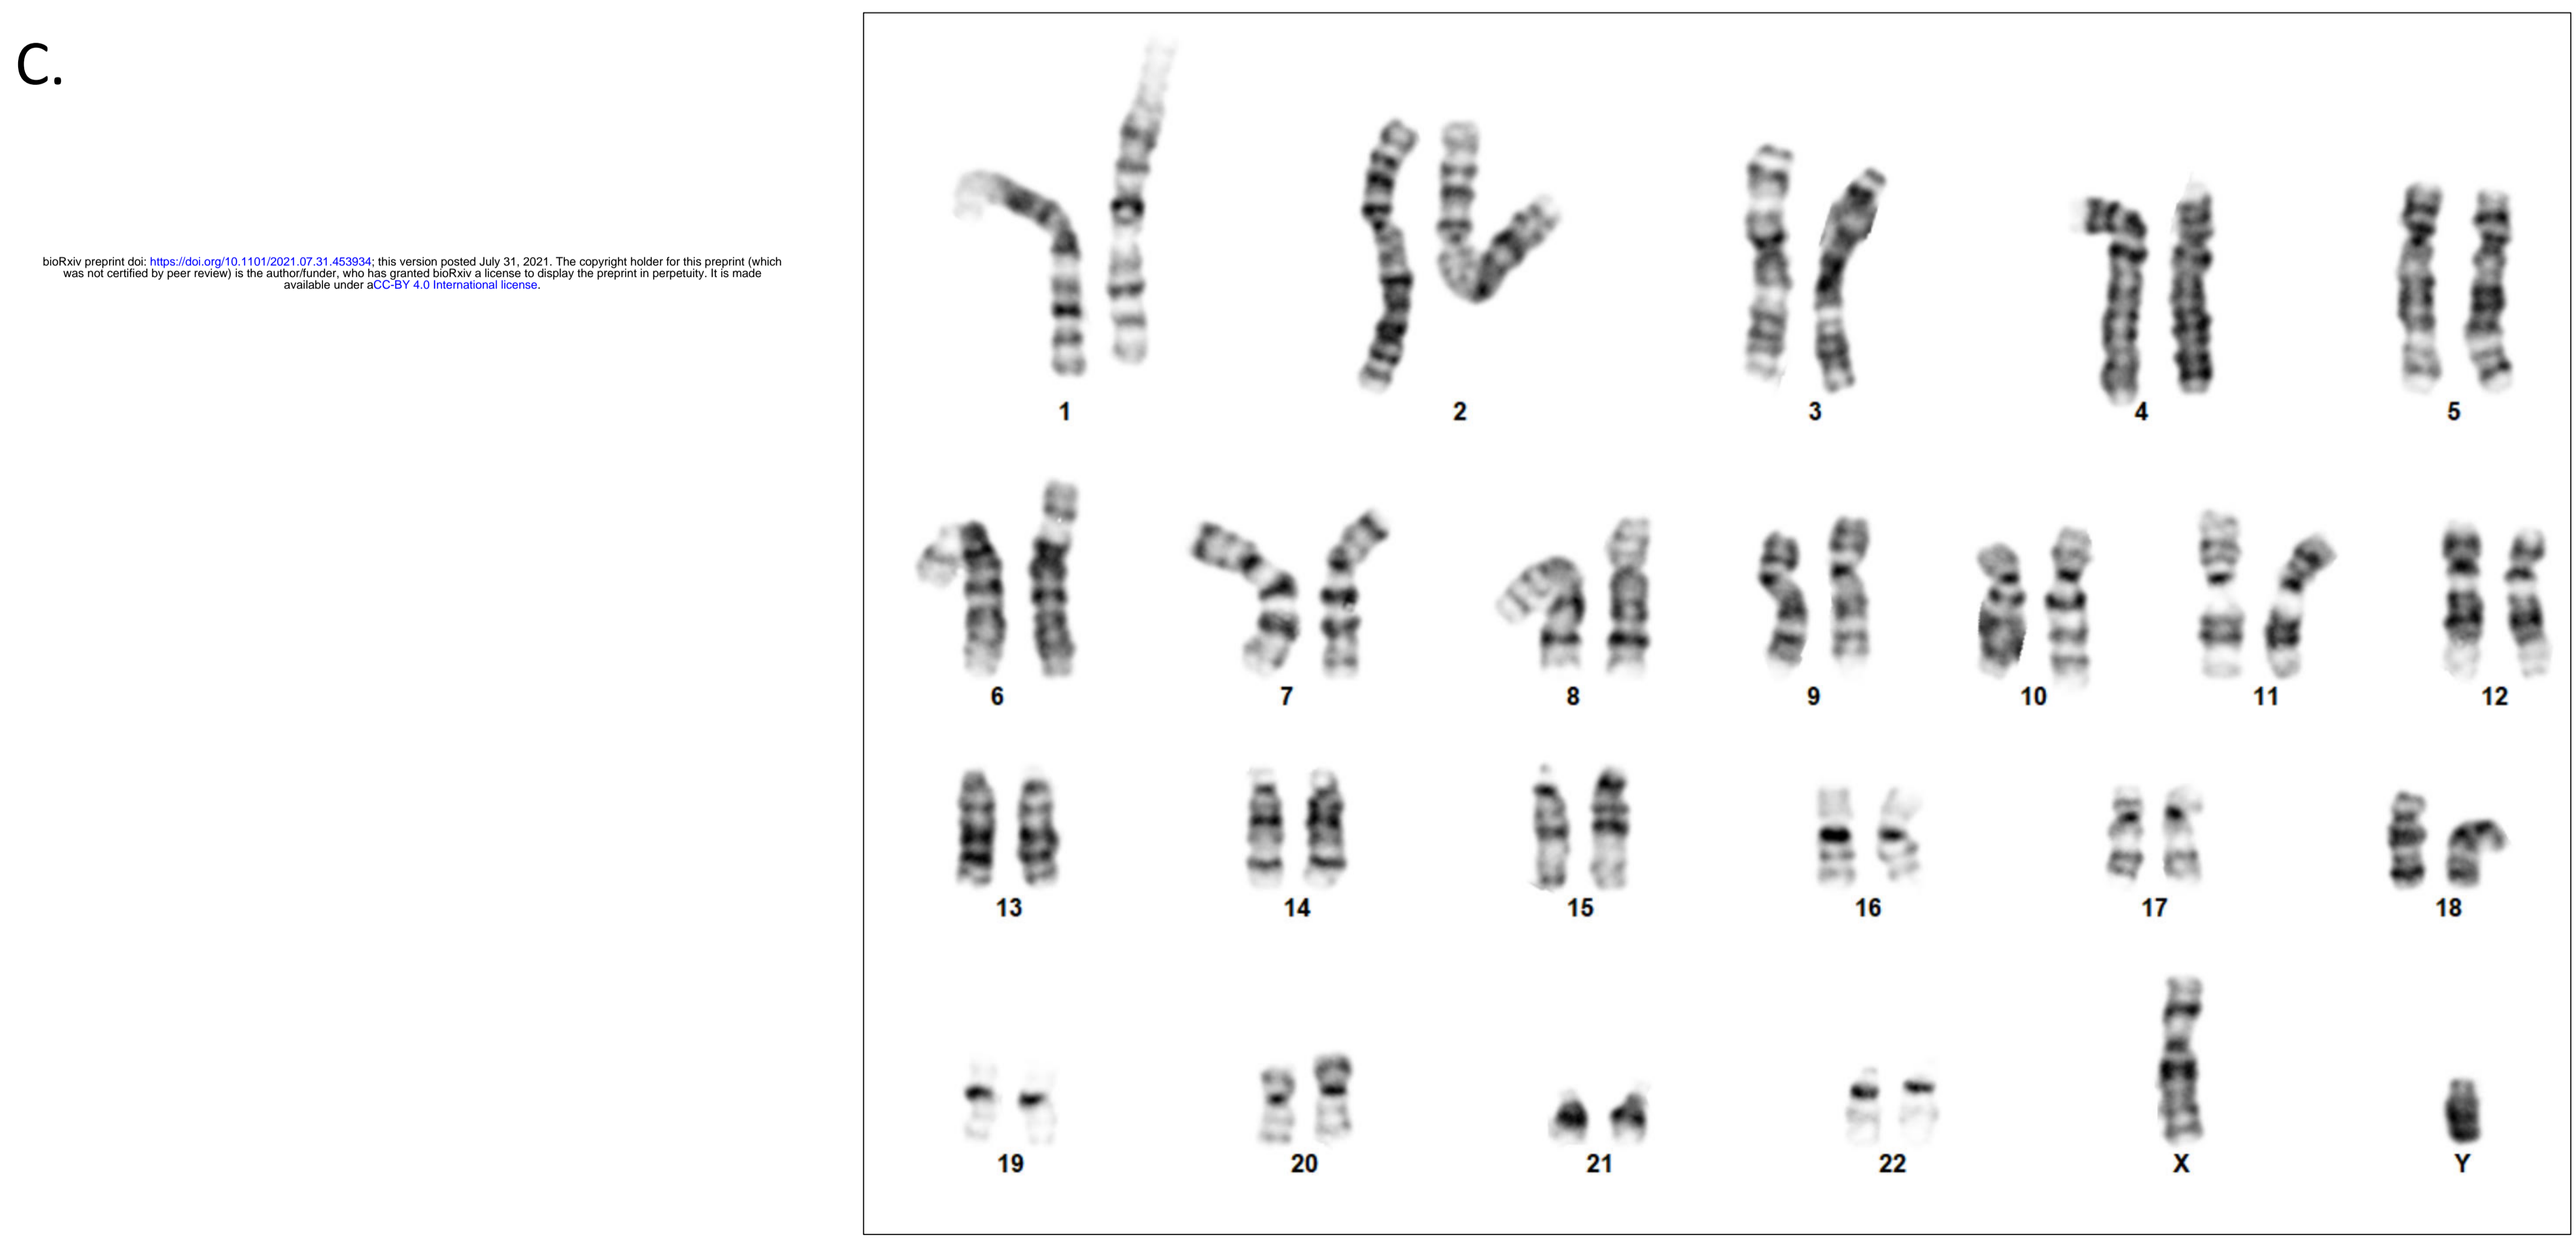 C.
bioRxiv preprint doi: https://doi.org/10.1101/2021.07.31.453934; this version posted July 31, 2021. The copyright holder for this preprint (which
was not certified by peer review) is the author/funder, who has granted bioRxiv a license to display the preprint in perpetuity. It is made
available under aCC-BY 4.0 International license.
1 2 3 4 5
6 7 8 9 10 11 12
13 14 15 16 17 18
19 20 21 22 X Y